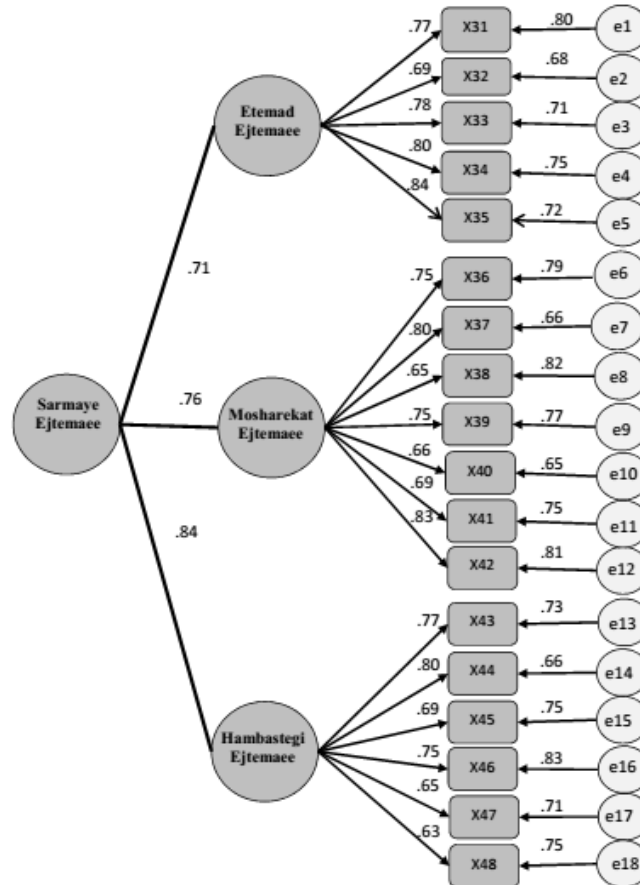 .77
X31
.80
e1
.69
X32
.68
e2
Etemad
Ejtemaee
.78
X33
.71
e3
.80
X34
.75
e4
.84
X35
.72
e5
.71
.75
X36
.79
e6
.80
X37
.66
e7
.65
X38
.82
e8
Sarmaye
Ejtemaee
.76
Mosharekat
Ejtemaee
.75
X39
.77
e9
.66
X40
.65
e10
.69
X41
.75
e11
.83
X42
.81
e12
.84
.77
X43
.73
e13
.80
X44
.66
e14
.69
X45
.75
e15
Hambastegi
Ejtemaee
.75
X46
.83
e16
.65
X47
.71
e17
.63
X48
.75
e18